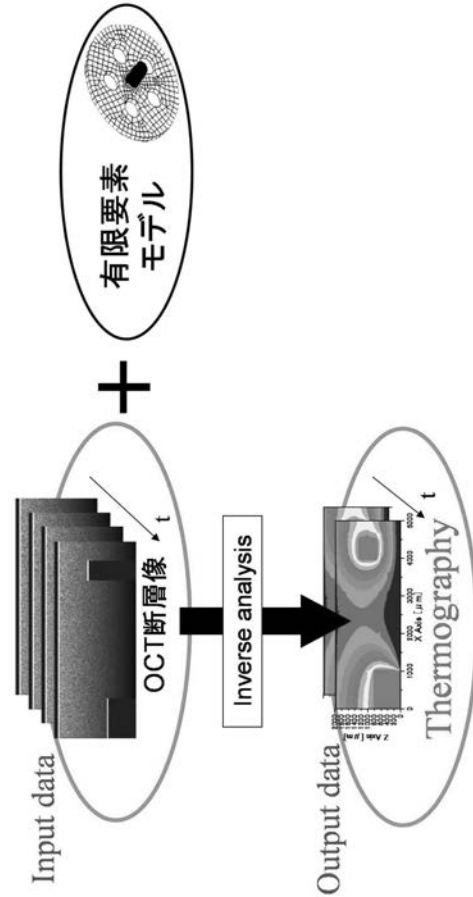 Input data
t
OCT断層像
+
有限要素
モデル
Inverse analysis
Output data
t
X Axis [μm]
Z Axis [μm]
Thermography